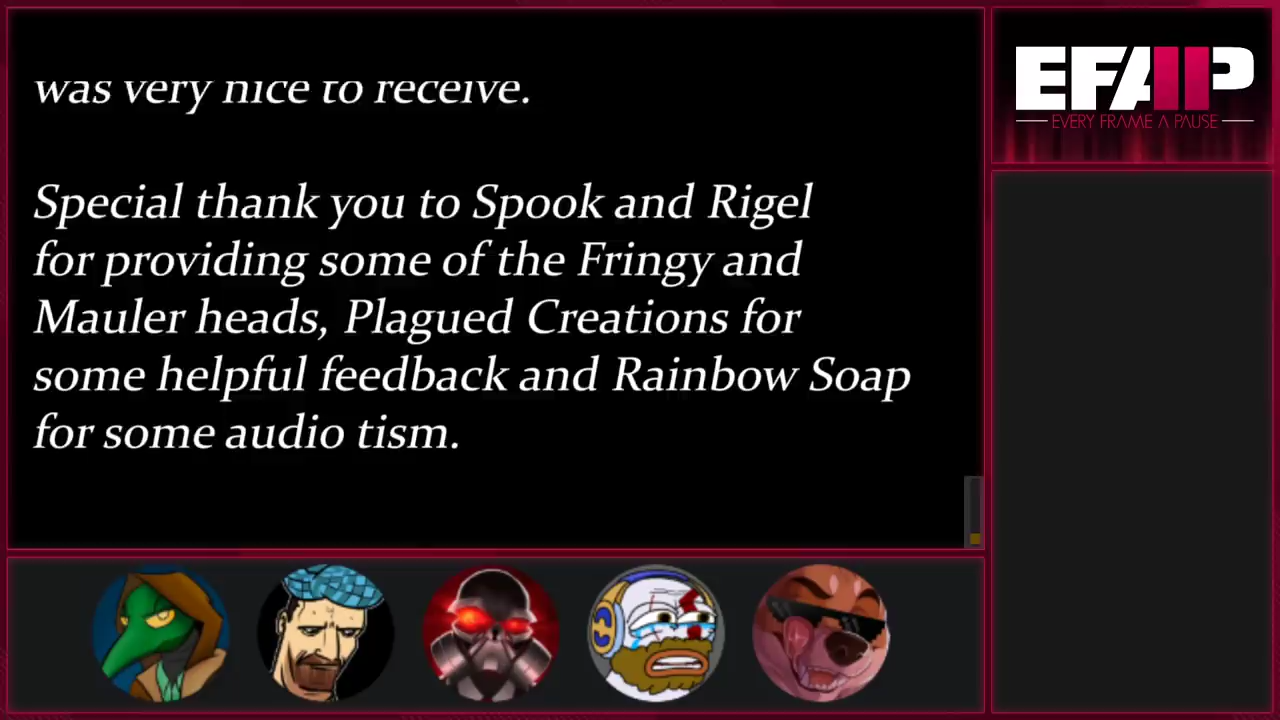 was very nice to receive.
Special thank you to Spook and Rigel
for providing some of the Fringy and
Mauler heads, Plagued Creations for
some helpful feedback and Rainbow Soap
for some audio tism.
EFAP
EVERY FRAME A PAUSE